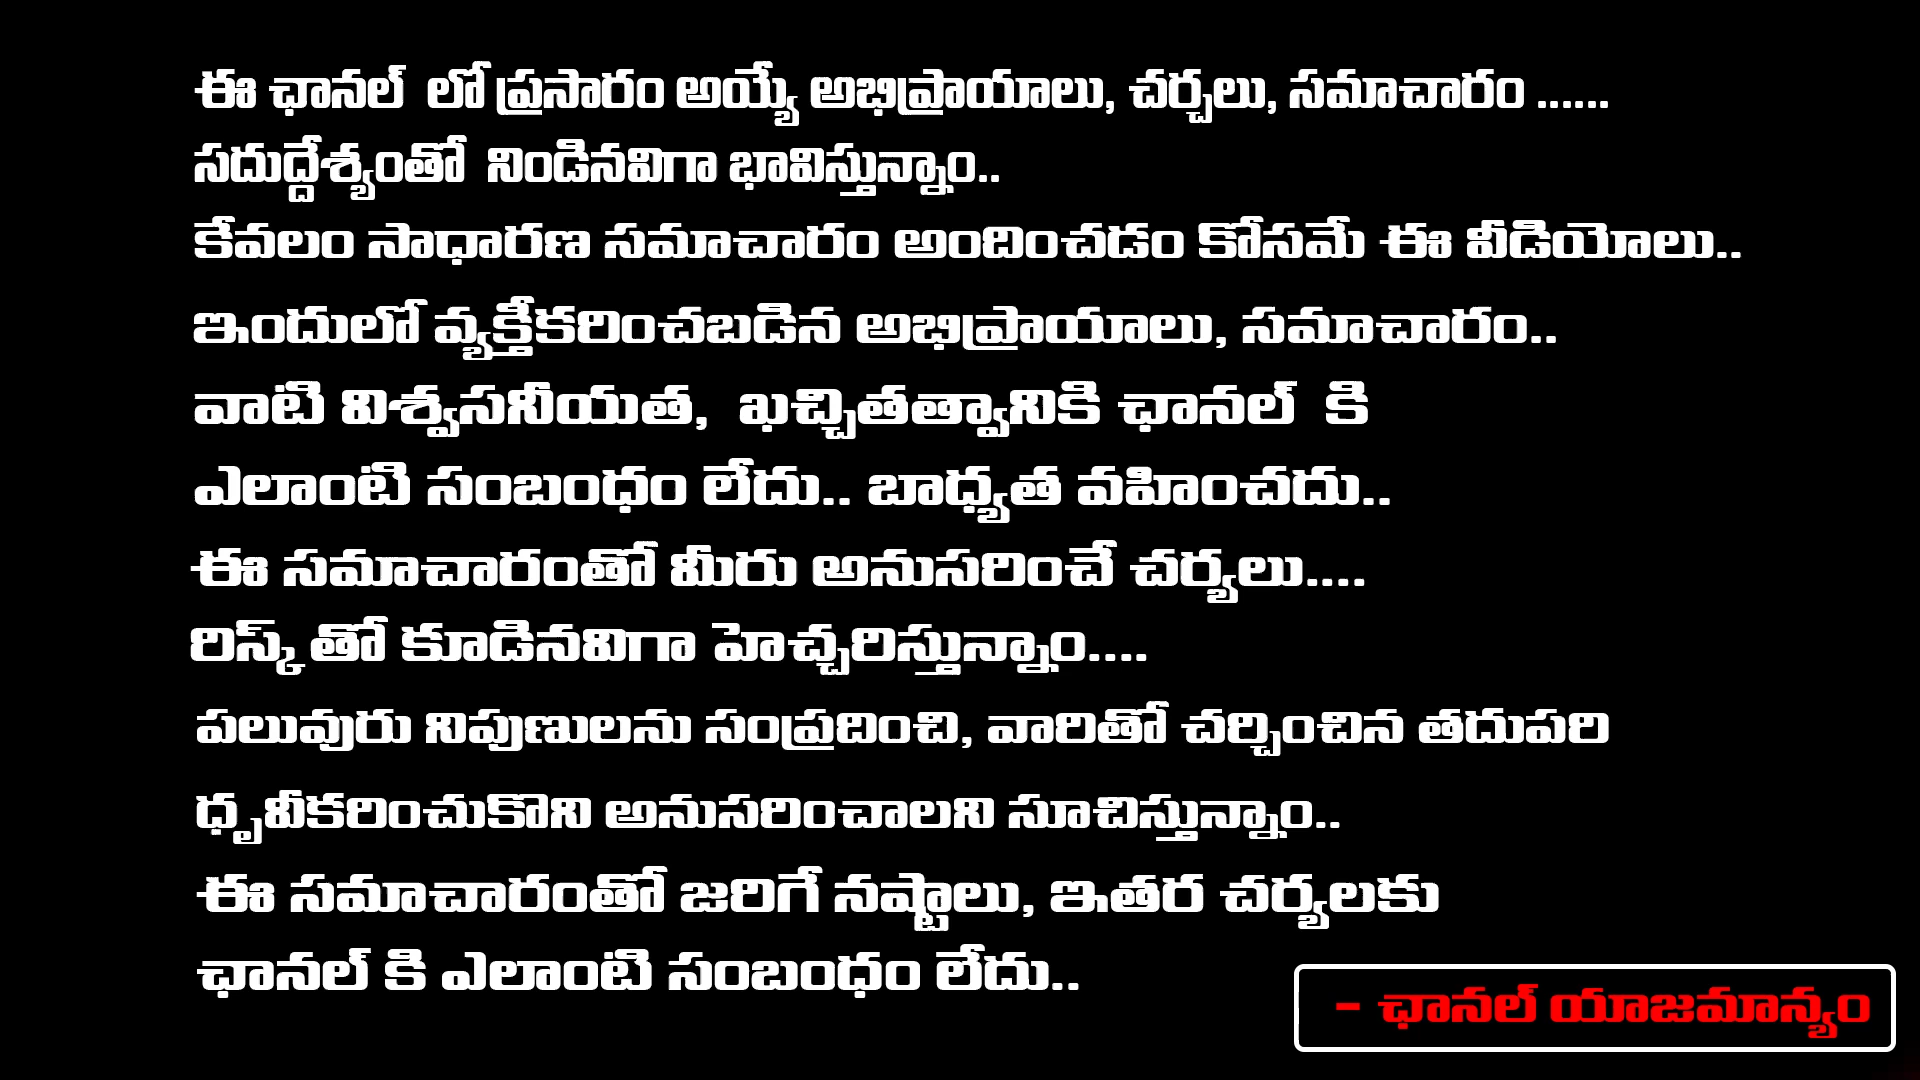 ఈ ఛానల్ లో ప్రసారం అయ్యే అభిప్రాయాలు, చర్చలు, సమాచారం ......
సదుద్దేశ్యంతో నిండినవిగా భావిస్తున్నాం..
కేవలం సాధారణ సమాచారం అందించడం కోసమే ఈ వీడియోలు..
ఇందులో వ్యక్తీకరించబడిన అభిప్రాయాలు, సమాచారం..
వాటి విశ్వసనీయత, ఖచ్చితత్వానికి ఛానల్ కి
ఎలాంటి సంబంధం లేదు.. బాధ్యత వహించదు..
ఈ సమాచారంతో మీరు అనుసరించే చర్యలు....
రిస్క్ తో కూడినవిగా హెచ్చరిస్తున్నాం....
పలువురు నిపుణులను సంప్రదించి, వారితో చర్చించిన తదుపరి
ధృవీకరించుకొని అనుసరించాలని సూచిస్తున్నాం..
ఈ సమాచారంతో జరిగే నష్టాలు, ఇతర చర్యలకు
ఛానల్ కి ఎలాంటి సంబంధం లేదు..
- ఛానల్ యాజమాన్యం